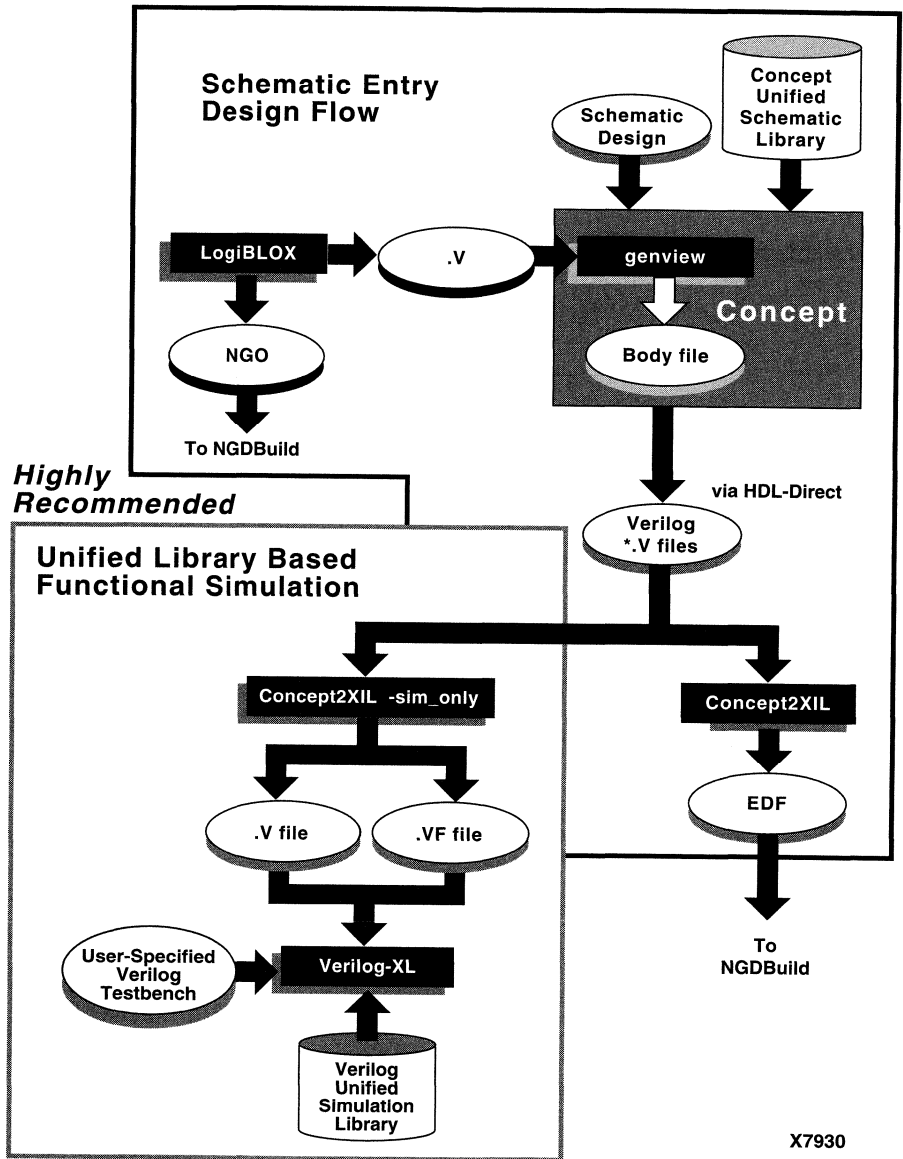 Schematic Entry
Design Flow
Schematic
Design
Concept
Unified
Schematic
Library
LogiBLOX
.V
genview
Concept
NGO
Body file
To NGDBuild
Highly
Recommended
via HDL-Direct
Verilog
*.V files
Unified Library Based
Functional Simulation
Concept2XIL -sim_only
Concept2XIL
.V file
.VF file
EDF
User-Specified
Verilog
Testbench
Verilog-XL
To
NGDBuild
Verilog
Unified
Simulation
Library
X7930